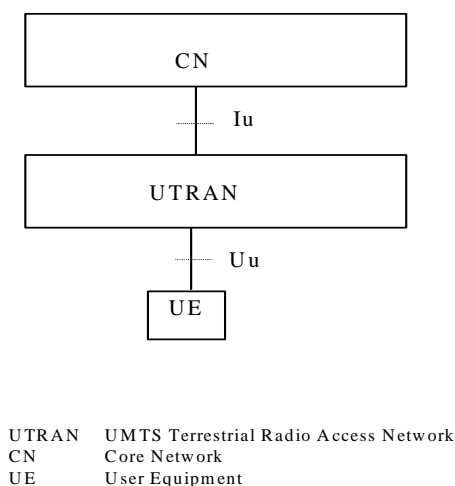 CN
Iu
UTRAN
Uu
UE
UTRAN UMTS Terrestrial Radio Access Network
CN Core Network
UE User Equipment